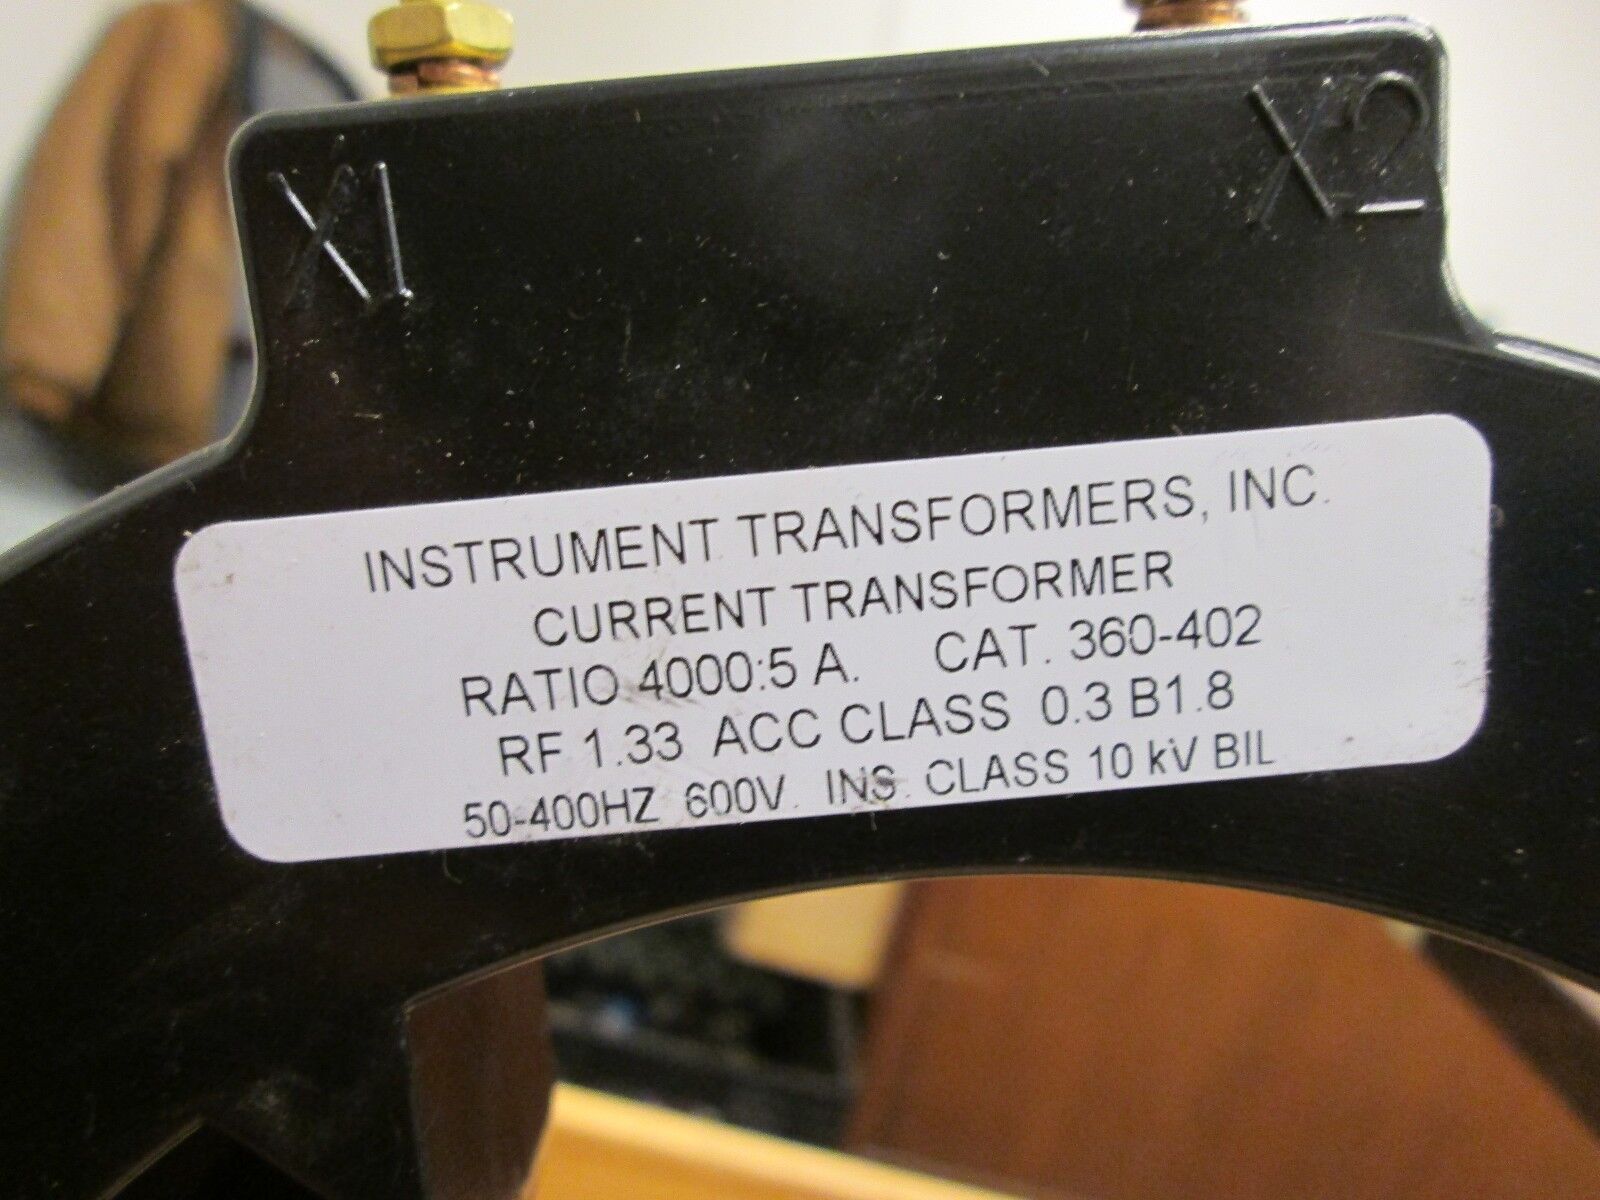 X1
X2
INSTRUMENT TRANSFORMERS, INC.
CURRENT TRANSFORMER
RATIO 4000:5 A. CAT. 360-402
RF 1.33 ACC CLASS 0.3 B1.8
50-400HZ 600V. INS. CLASS 10 kV BIL